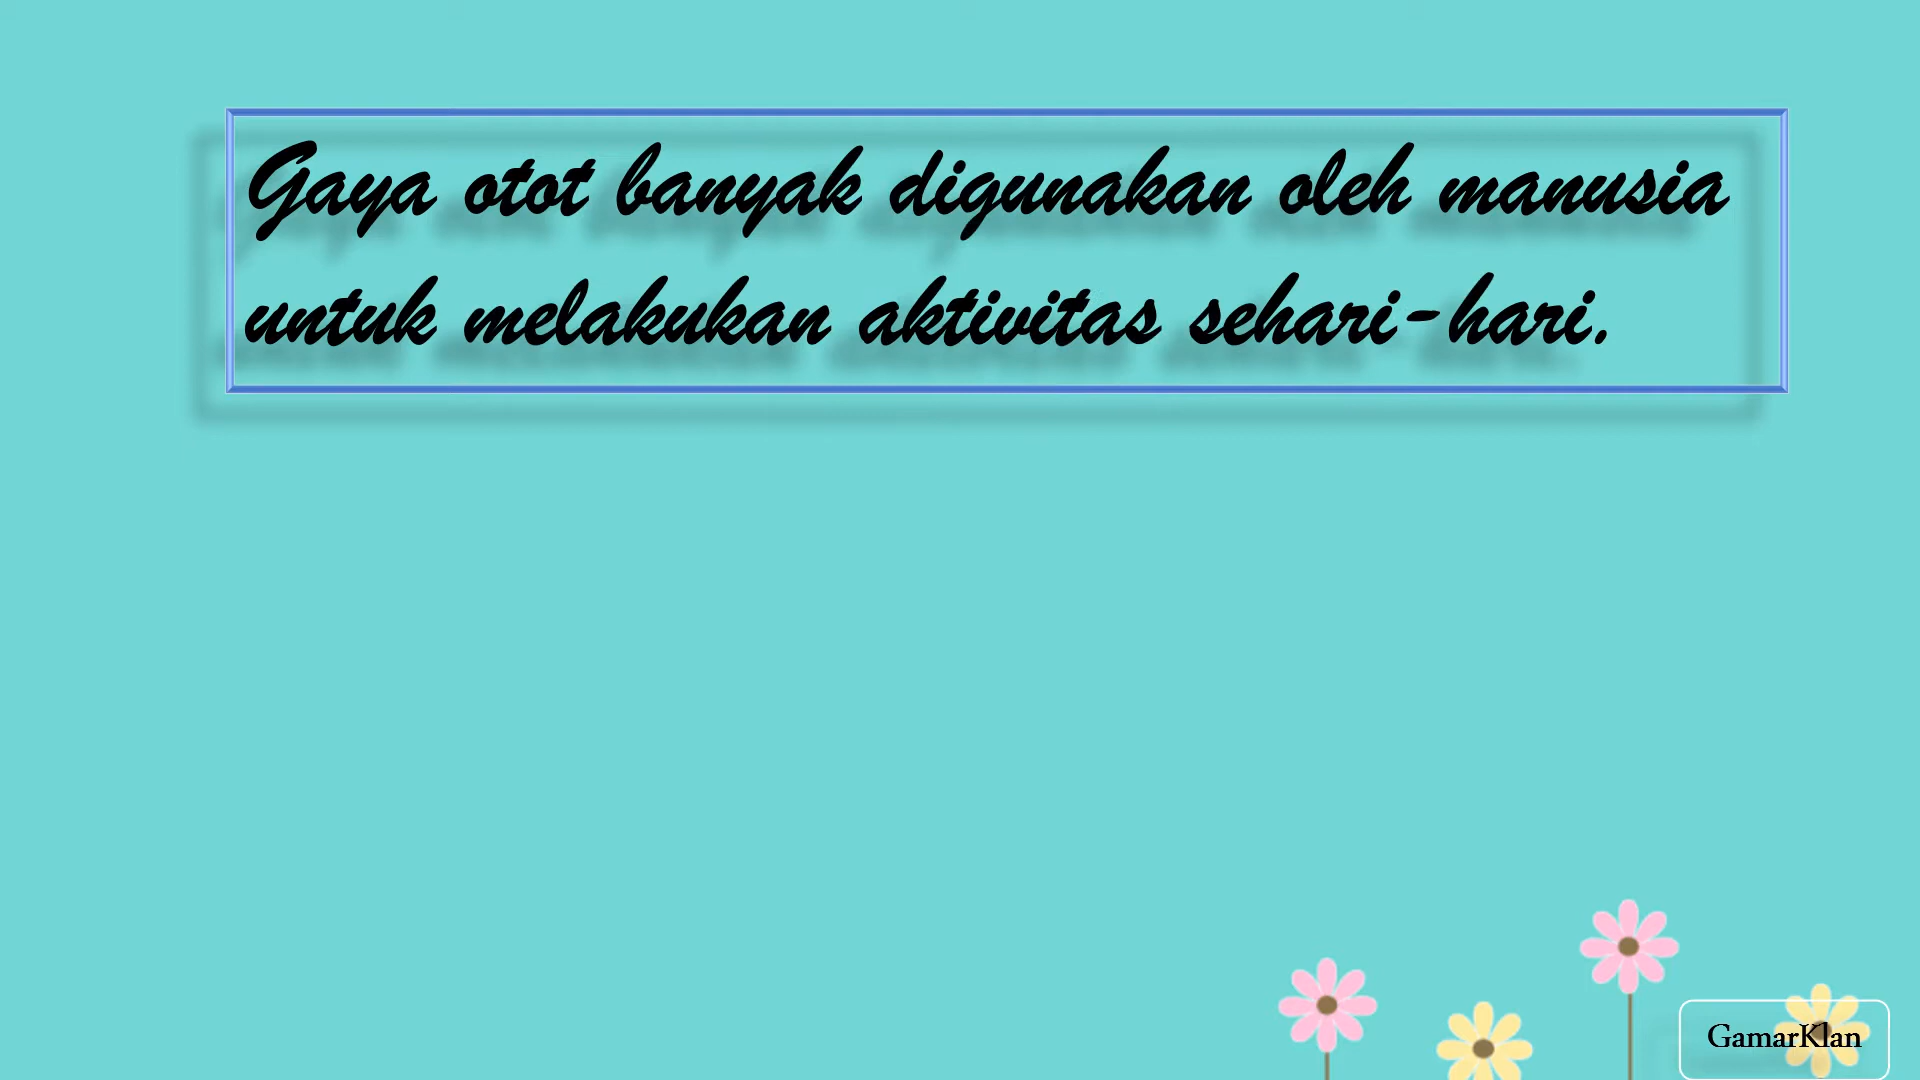 Gaya otot banyak digunakan oleh manusia
untuk melakukan aktivitas sehari-hari.
GamarKlan